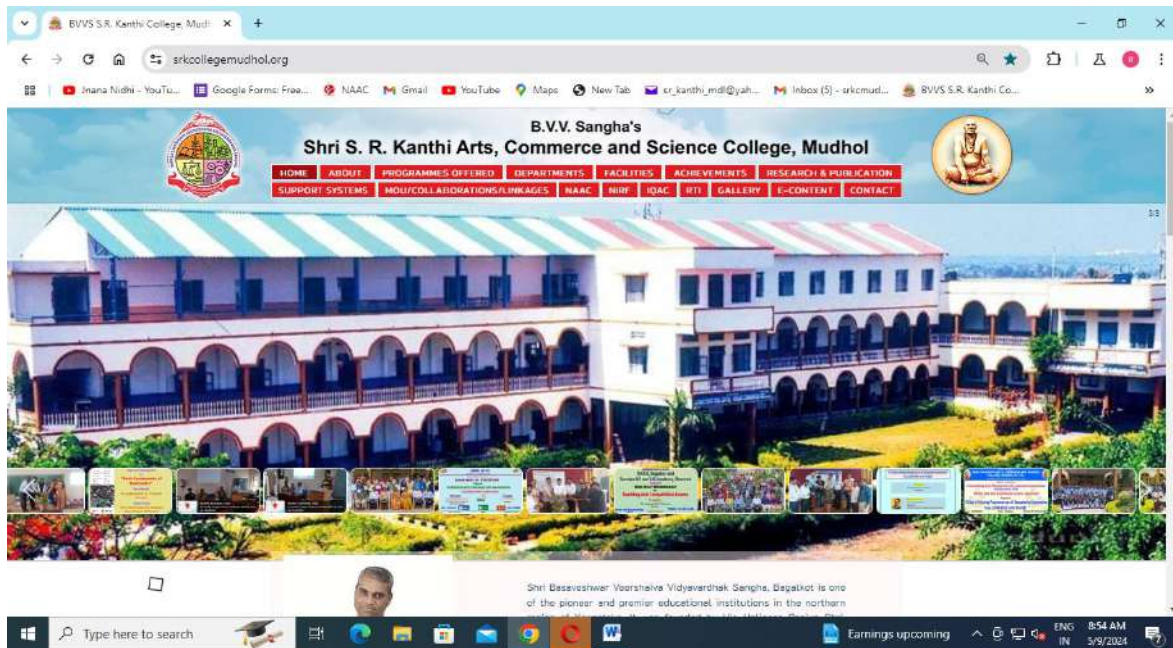 BVVS S.R. Kanthi College, Mudh
srkcollegemudhol.org
Jnana Nidhi - YouTu...
Google Forms: Free...
NAAC
Gmail
YouTube
Maps
New Tab
sr_kanthi_mdl@yah...
Inbox (5) - srkcmud...
BVVS S.R. Kanthi Co...
B.V.V. Sangha's
Shri S. R. Kanthi Arts, Commerce and Science College, Mudhol
HOME ABOUT PROGRAMMES OFFERED DEPARTMENTS FACILITIES ACHIEVEMENTS RESEARCH & PUBLICATION
SUPPORT SYSTEMS MOU/COLLABORATIONS/LINKAGES NAAC NIRF IQAC RTI GALLERY E-CONTENT CONTACT
3/3
Shri Basaveshwar Veershaiva Vidyavardhak Sangha, Bagalkot is one
of the pioneer and premier educational institutions in the northern
Type here to search
Earnings upcoming
ENG
IN
8:54 AM
5/9/2024